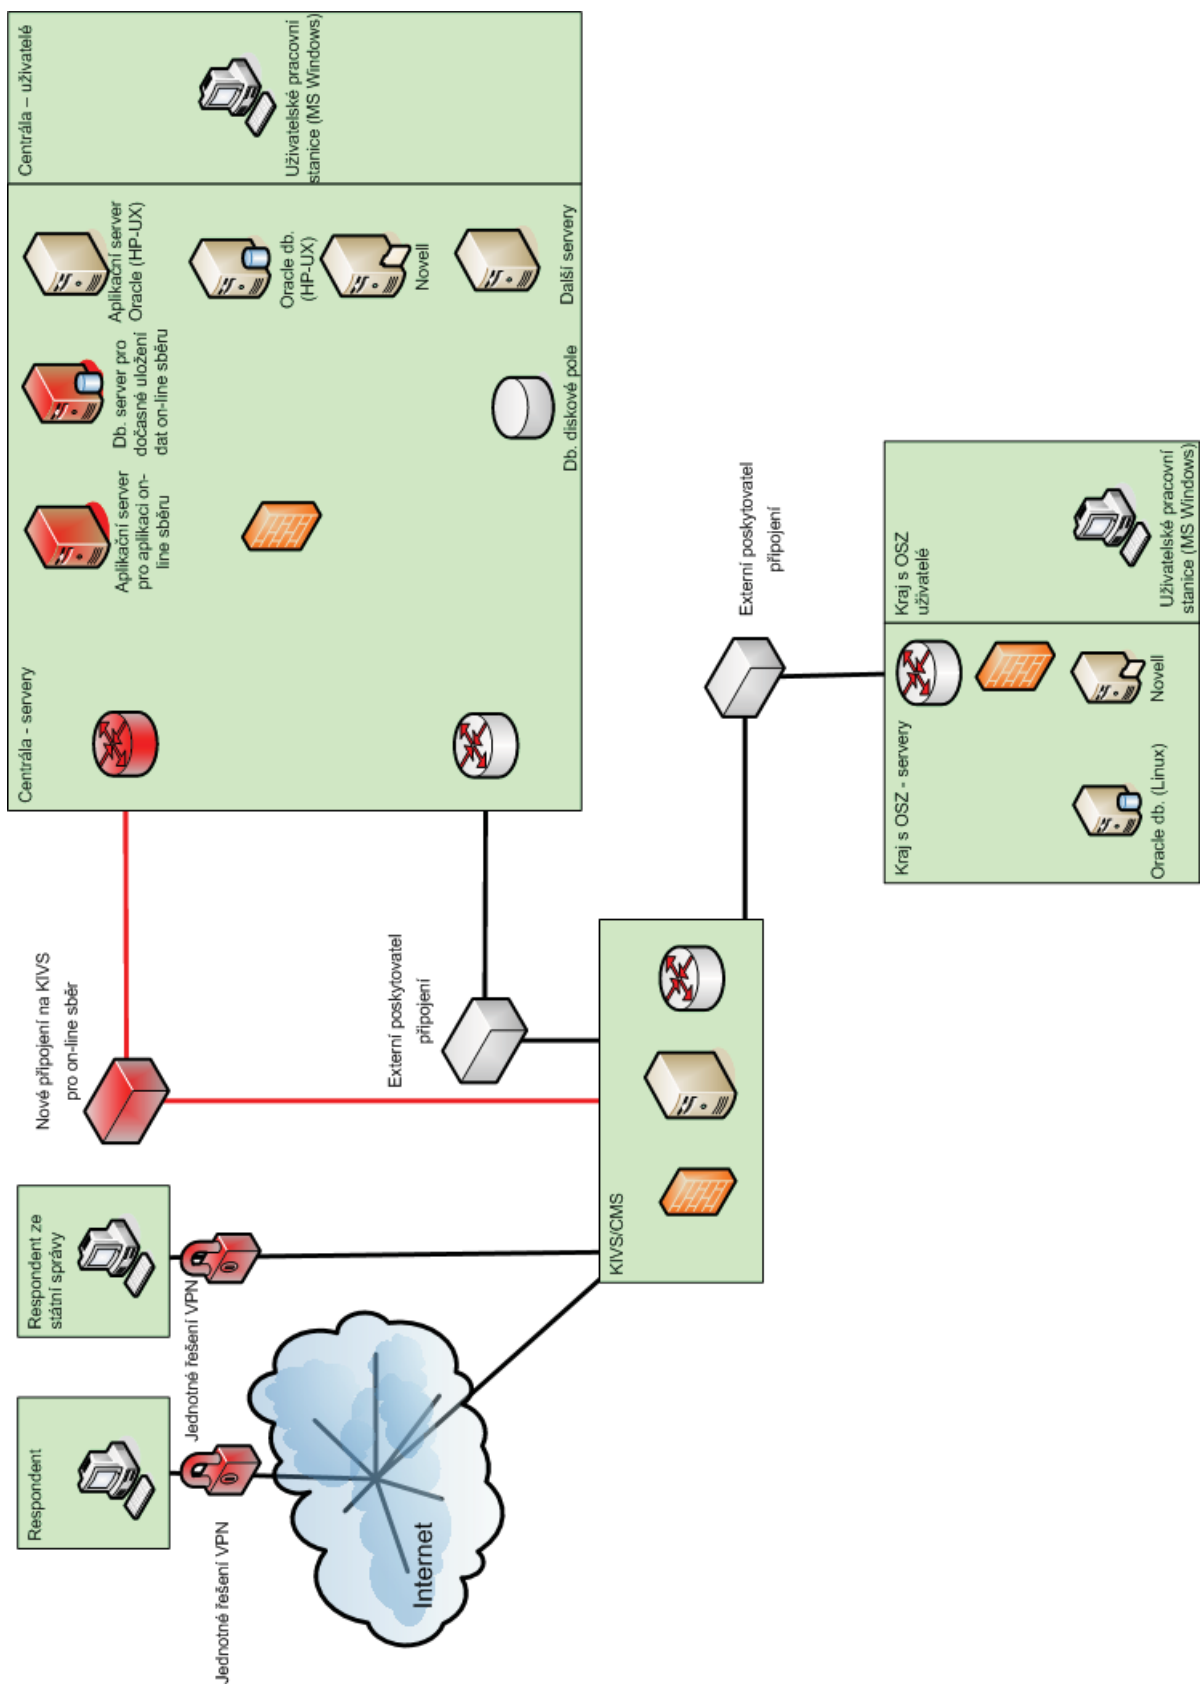 Respondent
Jednotné řešení VPN
Internet
Respondent ze
státní správy
Jednotné řešení VPN
Nové připojení na KIVS
pro on-line sběr
Externí poskytovatel
připojení
KIVS/CMS
Centrála - servery
Aplikační server
pro aplikaci on-
line sběru
Db. server pro
dočasné uložení
dat on-line sběru
Aplikační server
Oracle (HP-UX)
Oracle db.
(HP-UX)
Novell
Db. diskové pole
Další servery
Centrála – uživatelé
Uživatelské pracovní
stanice (MS Windows)
Externí poskytovatel
připojení
Kraj s OSZ - servery
Oracle db. (Linux)
Novell
Kraj s OSZ
uživatelé
Uživatelské pracovní
stanice (MS Windows)